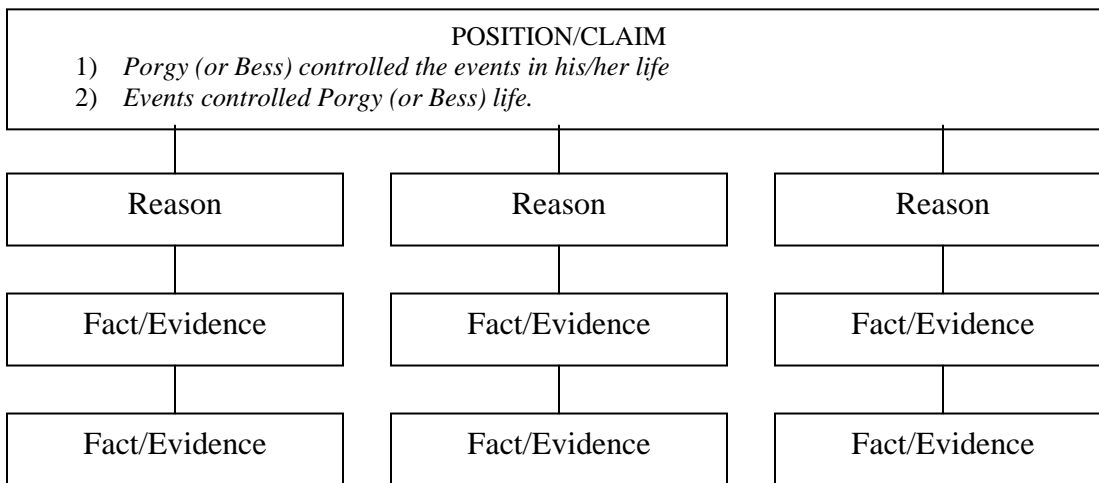 POSITION/CLAIM
1) Porgy (or Bess) controlled the events in his/her life
2) Events controlled Porgy (or Bess) life.
Reason Reason Reason
Fact/Evidence Fact/Evidence Fact/Evidence
Fact/Evidence Fact/Evidence Fact/Evidence